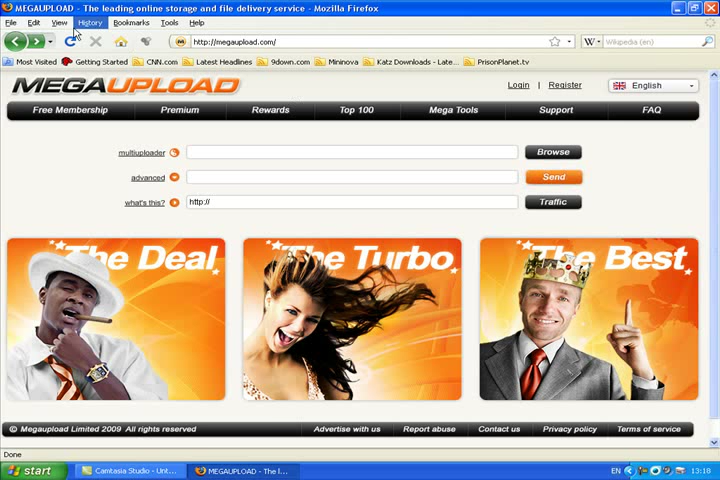 MEGAUPLOAD - The leading online storage and file delivery service - Mozilla Firefox
File Edit View History Bookmarks Tools Help
http://megaupload.com/ W Wikipedia (en)
Most Visited Getting Started CNN.com Latest Headlines 9down.com Mininova Katz Downloads - Late... PrisonPlanet.tv
MEGAUPLOAD Login Register English
Free Membership Premium Rewards Top 100 Mega Tools Support FAQ
multiuploader Browse
advanced Send
what's this? http:// Traffic
The Deal The Turbo The Best
© Megaupload Limited 2009 All rights reserved Advertise with us Report abuse Contact us Privacy policy Terms of service
Done
start Camtasia Studio - Unt... MEGAUPLOAD - The l... EN 13:18